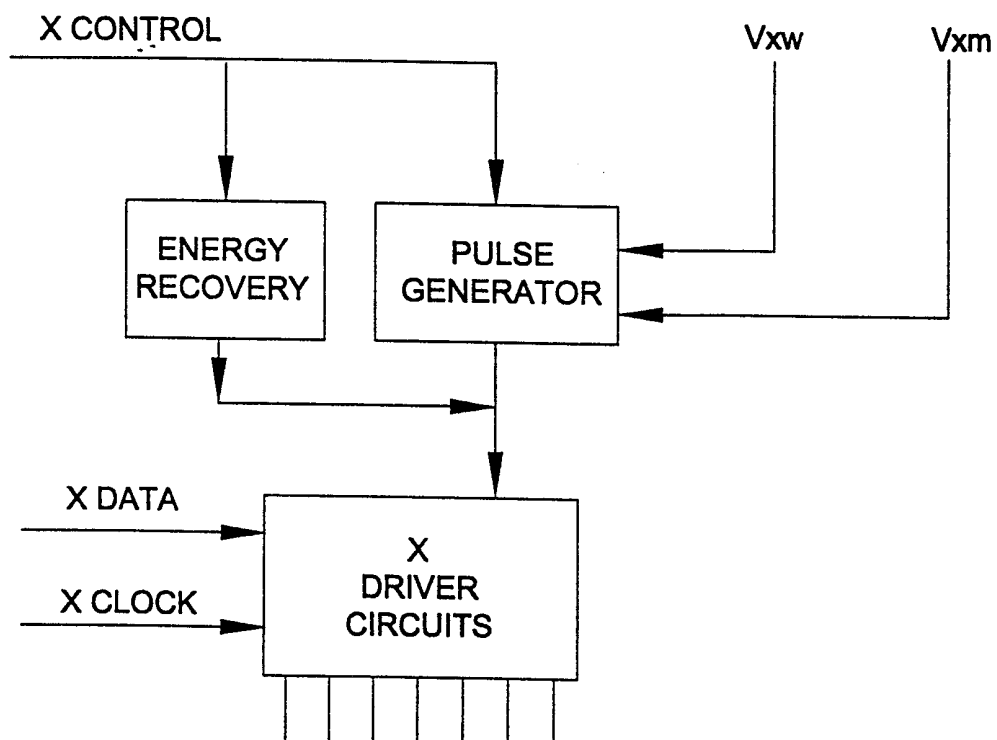 X CONTROL
Vxw
Vxm
ENERGY
RECOVERY
PULSE
GENERATOR
X DATA
X CLOCK
X
DRIVER
CIRCUITS